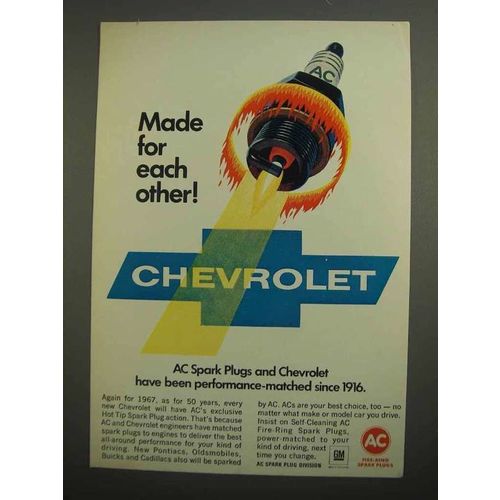 AC
Made
for
each
other!
CHEVROLET
AC Spark Plugs and Chevrolet
have been performance-matched since 1916.
Again for 1967, as for 50 years, every
new Chevrolet will have AC's exclusive
Hot Tip Spark Plug action. That's because
AC and Chevrolet engineers have matched
spark plugs to engines to deliver the best
all-around performance for your kind of
driving. New Pontiacs, Oldsmobiles,
Buicks and Cadillacs also will be sparked
by AC. ACs are your best choice, too — no
matter what make or model car you drive.
Insist on Self-Cleaning AC
Fire-Ring Spark Plugs,
power-matched to your
kind of driving, next
time you change.
AC SPARK PLUG DIVISION
GM
AC
FIRE-RING
SPARK PLUGS